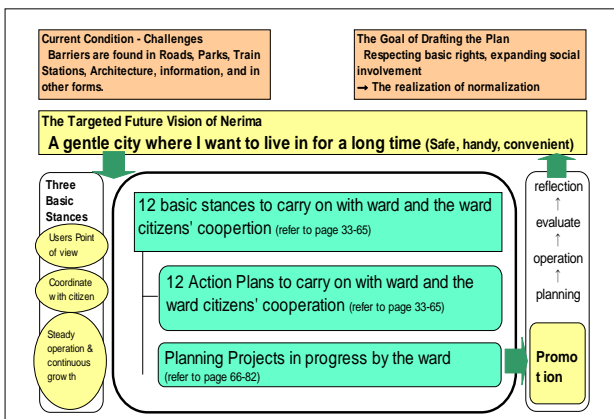 Current Condition - Challenges
Barriers are found in Roads, Parks, Train
Stations, Architecture, information, and in
other forms.
The Goal of Drafting the Plan
Respecting basic rights, expanding social
involvement
→ The realization of normalization
The Targeted Future Vision of Nerima
A gentle city where I want to live in for a long time (Safe, handy, convenient)
Three
Basic
Stances
Users Point
of view
Coordinate
with citizen
Steady
operation &
continuous
growth
12 basic stances to carry on with ward and the ward
citizens' coopertion (refer to page 33-65)
12 Action Plans to carry on with ward and the
ward citizens' cooperation (refer to page 33-65)
Planning Projects in progress by the ward
(refer to page 66-82)
reflection
↑
evaluate
↑
operation
↑
planning
Promo
tion